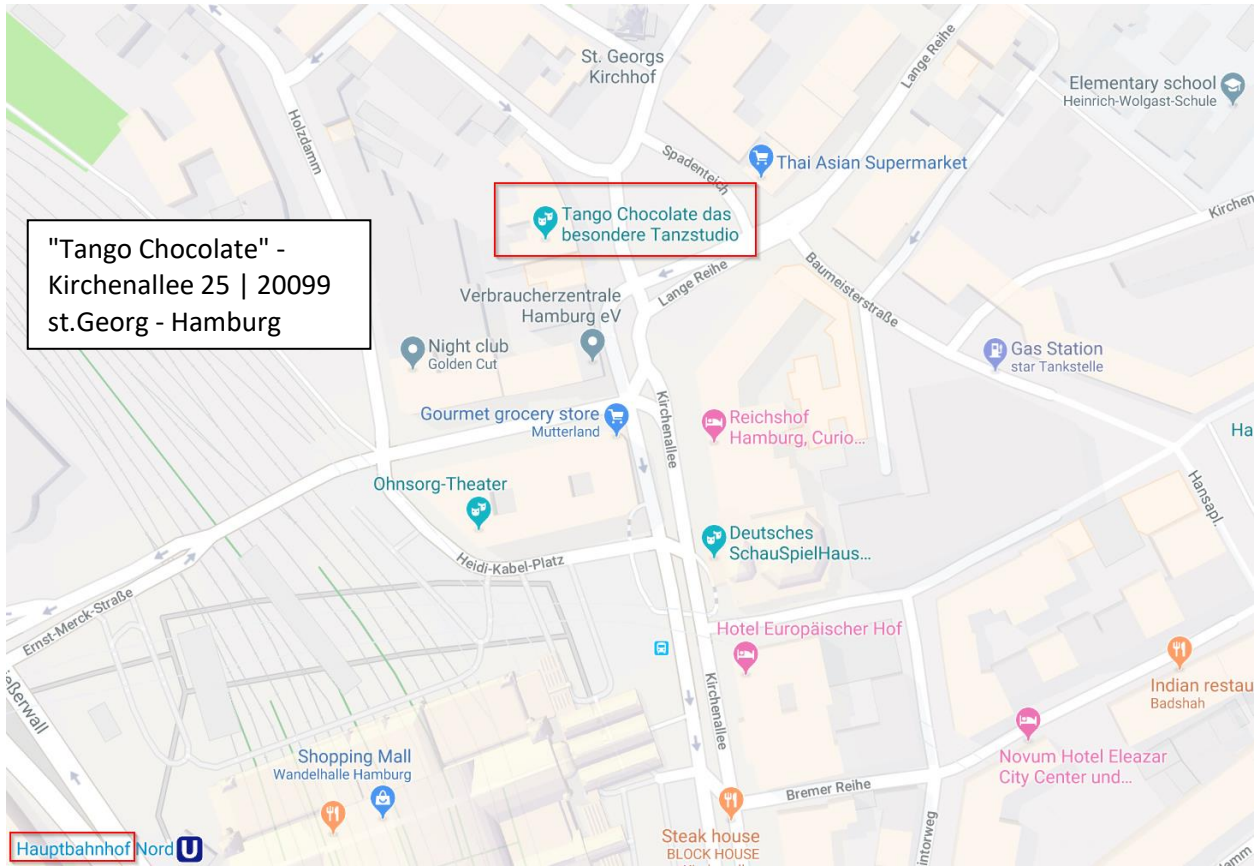 St. Georgs
Kirchhof
Lange Reihe
Elementary school
Heinrich-Wolgast-Schule
Holzdamm
Spadenteich
Thai Asian Supermarket
Tango Chocolate das
besondere Tanzstudio
Kirchen
"Tango Chocolate" -
Kirchenallee 25 | 20099
st.Georg - Hamburg
Lange Reihe
Baumeisterstraße
Verbraucherzentrale
Hamburg eV
Night club
Golden Cut
Gas Station
star Tankstelle
Gourmet grocery store
Mutterland
Kirchenallee
Reichshof
Hamburg, Curio...
Ha
Ohnsorg-Theater
Hansapl.
Deutsches
SchauSpielHaus...
Heidi-Kabel-Platz
Ernst-Merck-Straße
Hotel Europäischer Hof
Indian restau
Badshah
Kirchenallee
ßerwall
Shopping Mall
Wandelhalle Hamburg
Novum Hotel Eleazar
City Center und...
Bremer Reihe
Steak house
BLOCK HOUSE
intorweg
Hauptbahnhof Nord U